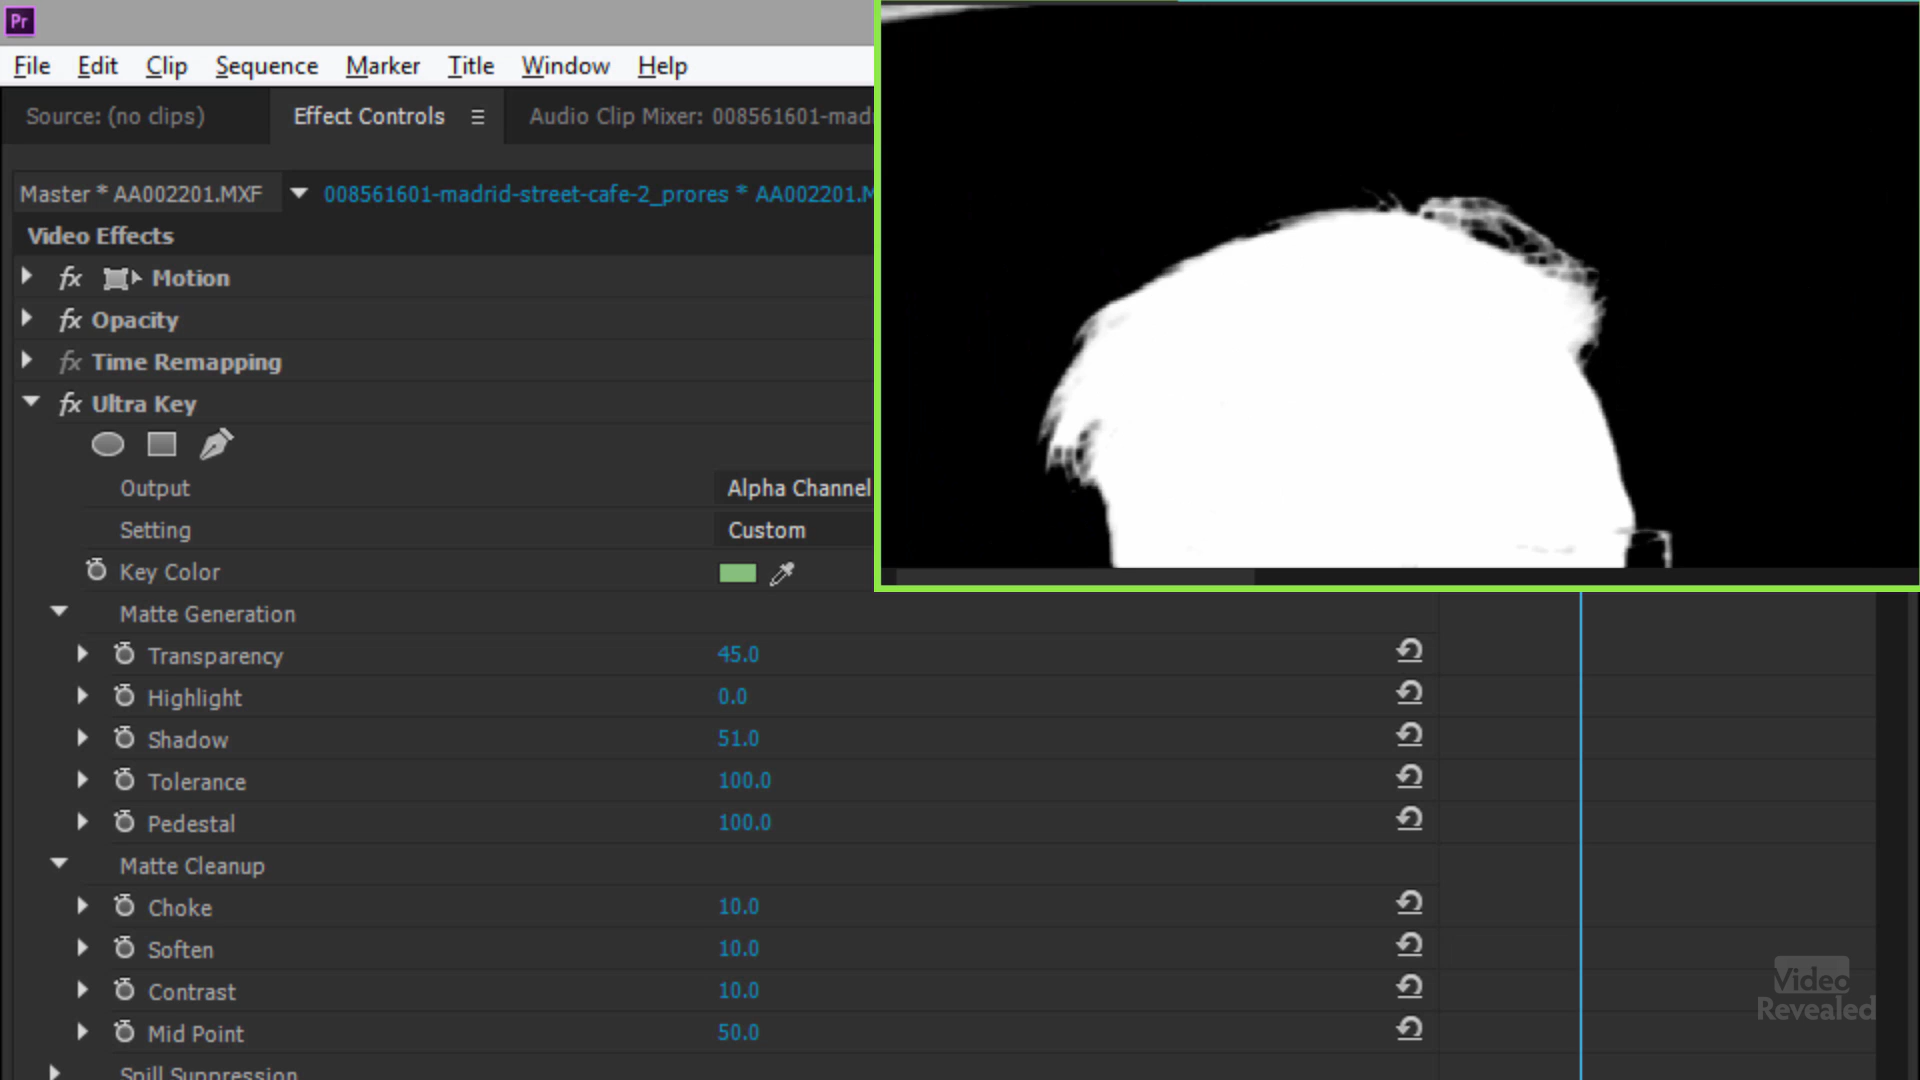 Pr
File Edit Clip Sequence Marker Title Window Help
Source: (no clips) Effect Controls Audio Clip Mixer: 008561601-mad
Master * AA002201.MXF 008561601-madrid-street-cafe-2_prores * AA002201.M
Video Effects
fx Motion
fx Opacity
fx Time Remapping
fx Ultra Key
Output Alpha Channel
Setting Custom
Key Color
Matte Generation
Transparency 45.0
Highlight 0.0
Shadow 51.0
Tolerance 100.0
Pedestal 100.0
Matte Cleanup
Choke 10.0
Soften 10.0
Contrast 10.0
Mid Point 50.0
Spill Suppression
Video
Revealed